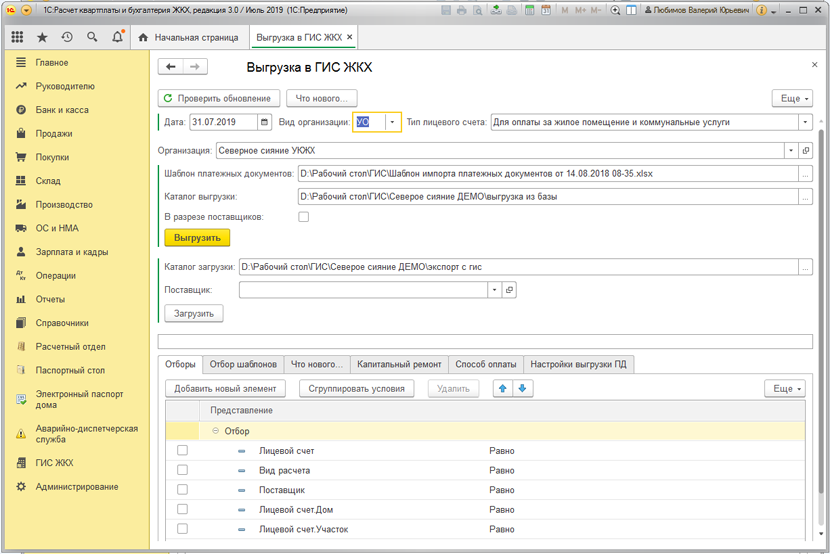 1С:Расчет квартплаты и бухгалтерия ЖКХ, редакция 3.0 / Июль 2019 (1С:Предприятие)
M M+ M-
Любимов Валерий Юрьевич
Начальная страница
Выгрузка в ГИС ЖКХ ×
Главное
Руководителю
Банк и касса
Продажи
Покупки
Склад
Производство
ОС и НМА
Зарплата и кадры
Дт Кт Операции
Отчеты
Справочники
Расчетный отдел
Паспортный стол
Электронный паспорт
дома
Аварийно-диспетчерская
служба
ГИС ЖКХ
Администрирование
Выгрузка в ГИС ЖКХ
Проверить обновление
Что нового...
Еще
Дата: 31.07.2019 Вид организации: УО Тип лицевого счета: Для оплаты за жилое помещение и коммунальные услуги
Организация: Северное сияние УКЖХ
Шаблон платежных документов: D:\Рабочий стол\ГИС\Шаблон импорта платежных документов от 14.08.2018 08-35.xlsx ...
Каталог выгрузки: D:\Рабочий стол\ГИС\Северое сияние ДЕМО\выгрузка из базы ...
В разрезе поставщиков:
Выгрузить
Каталог загрузки: D:\Рабочий стол\ГИС\Северое сияние ДЕМО\экспорт с гис ...
Поставщик:
Загрузить
Отборы Отбор шаблонов Что нового... Капитальный ремонт Способ оплаты Настройки выгрузки ПД
Добавить новый элемент Сгруппировать условия Удалить Еще
Представление
Отбор
Лицевой счет Равно
Вид расчета Равно
Поставщик Равно
Лицевой счет.Дом Равно
Лицевой счет.Участок Равно